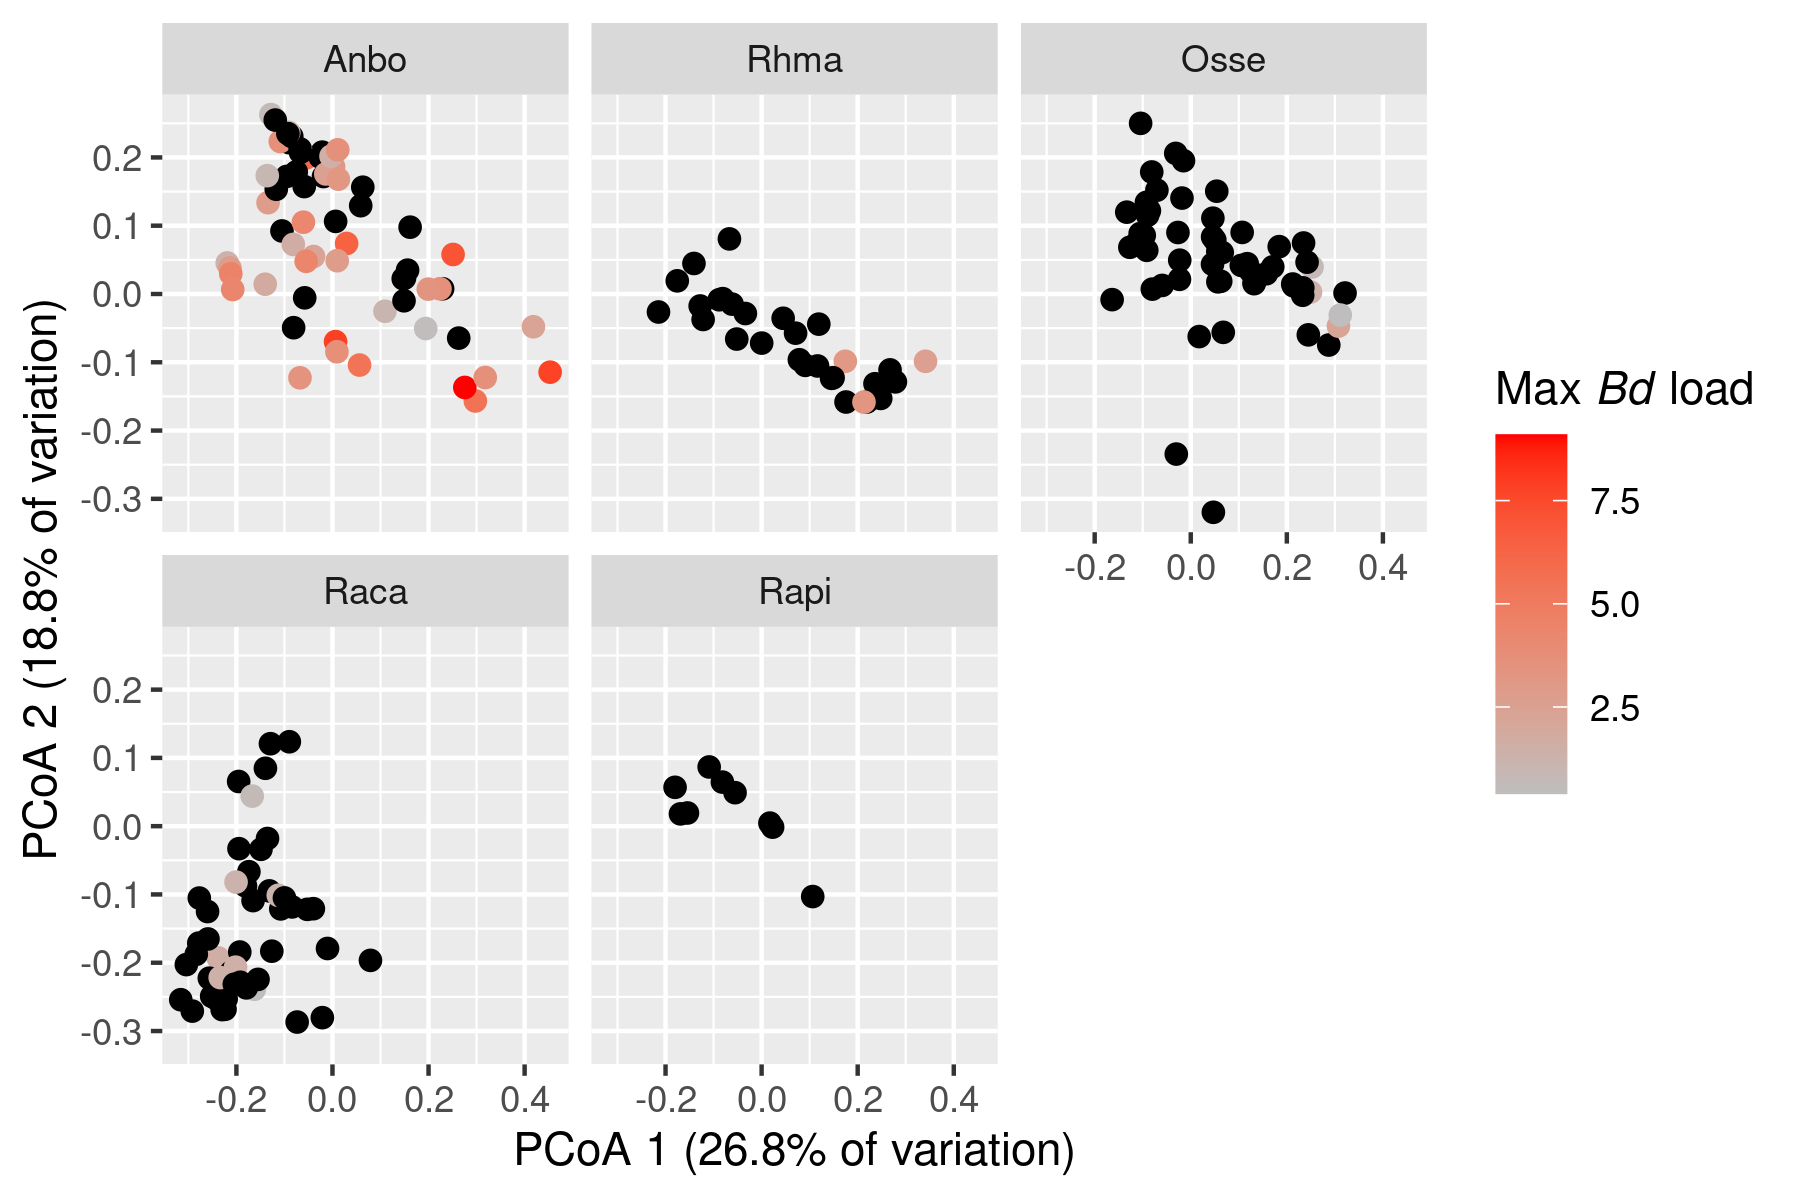 Anbo
Rhma
Osse
0.2
0.1
0.0
-0.1
-0.2
-0.3
-0.2 0.0 0.2 0.4
Raca
Rapi
0.2
0.1
0.0
-0.1
-0.2
-0.3
-0.2 0.0 0.2 0.4
-0.2 0.0 0.2 0.4
PCoA 1 (26.8% of variation)
PCoA 2 (18.8% of variation)
Max Bd load
7.5
5.0
2.5